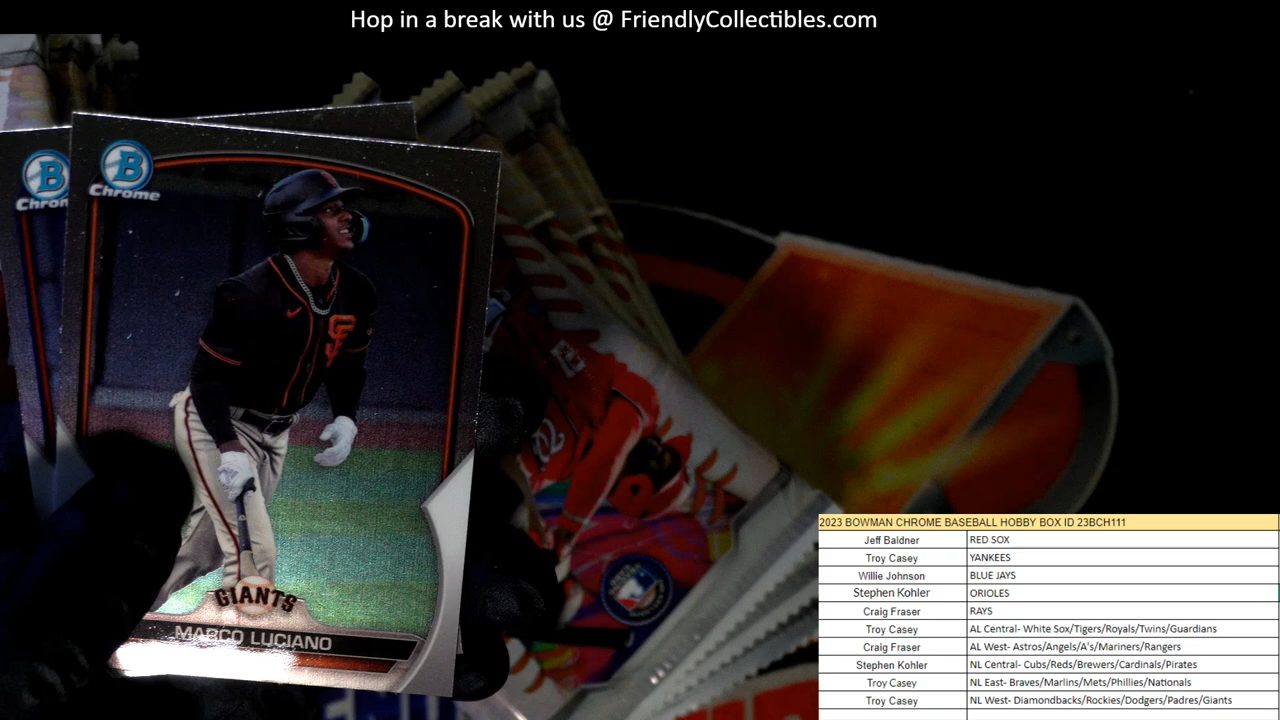 Hop in a break with us @ FriendlyCollectibles.com
B
Chrome
B
Chrom
SF
GIANTS
MARCO LUCIANO
2023 BOWMAN CHROME BASEBALL HOBBY BOX ID 23BCH111
Jeff Baldner RED SOX
Troy Casey YANKEES
Willie Johnson BLUE JAYS
Stephen Kohler ORIOLES
Craig Fraser RAYS
Troy Casey AL Central- White Sox/Tigers/Royals/Twins/Guardians
Craig Fraser AL West- Astros/Angels/A's/Mariners/Rangers
Stephen Kohler NL Central- Cubs/Reds/Brewers/Cardinals/Pirates
Troy Casey NL East- Braves/Marlins/Mets/Phillies/Nationals
Troy Casey NL West- Diamondbacks/Rockies/Dodgers/Padres/Giants